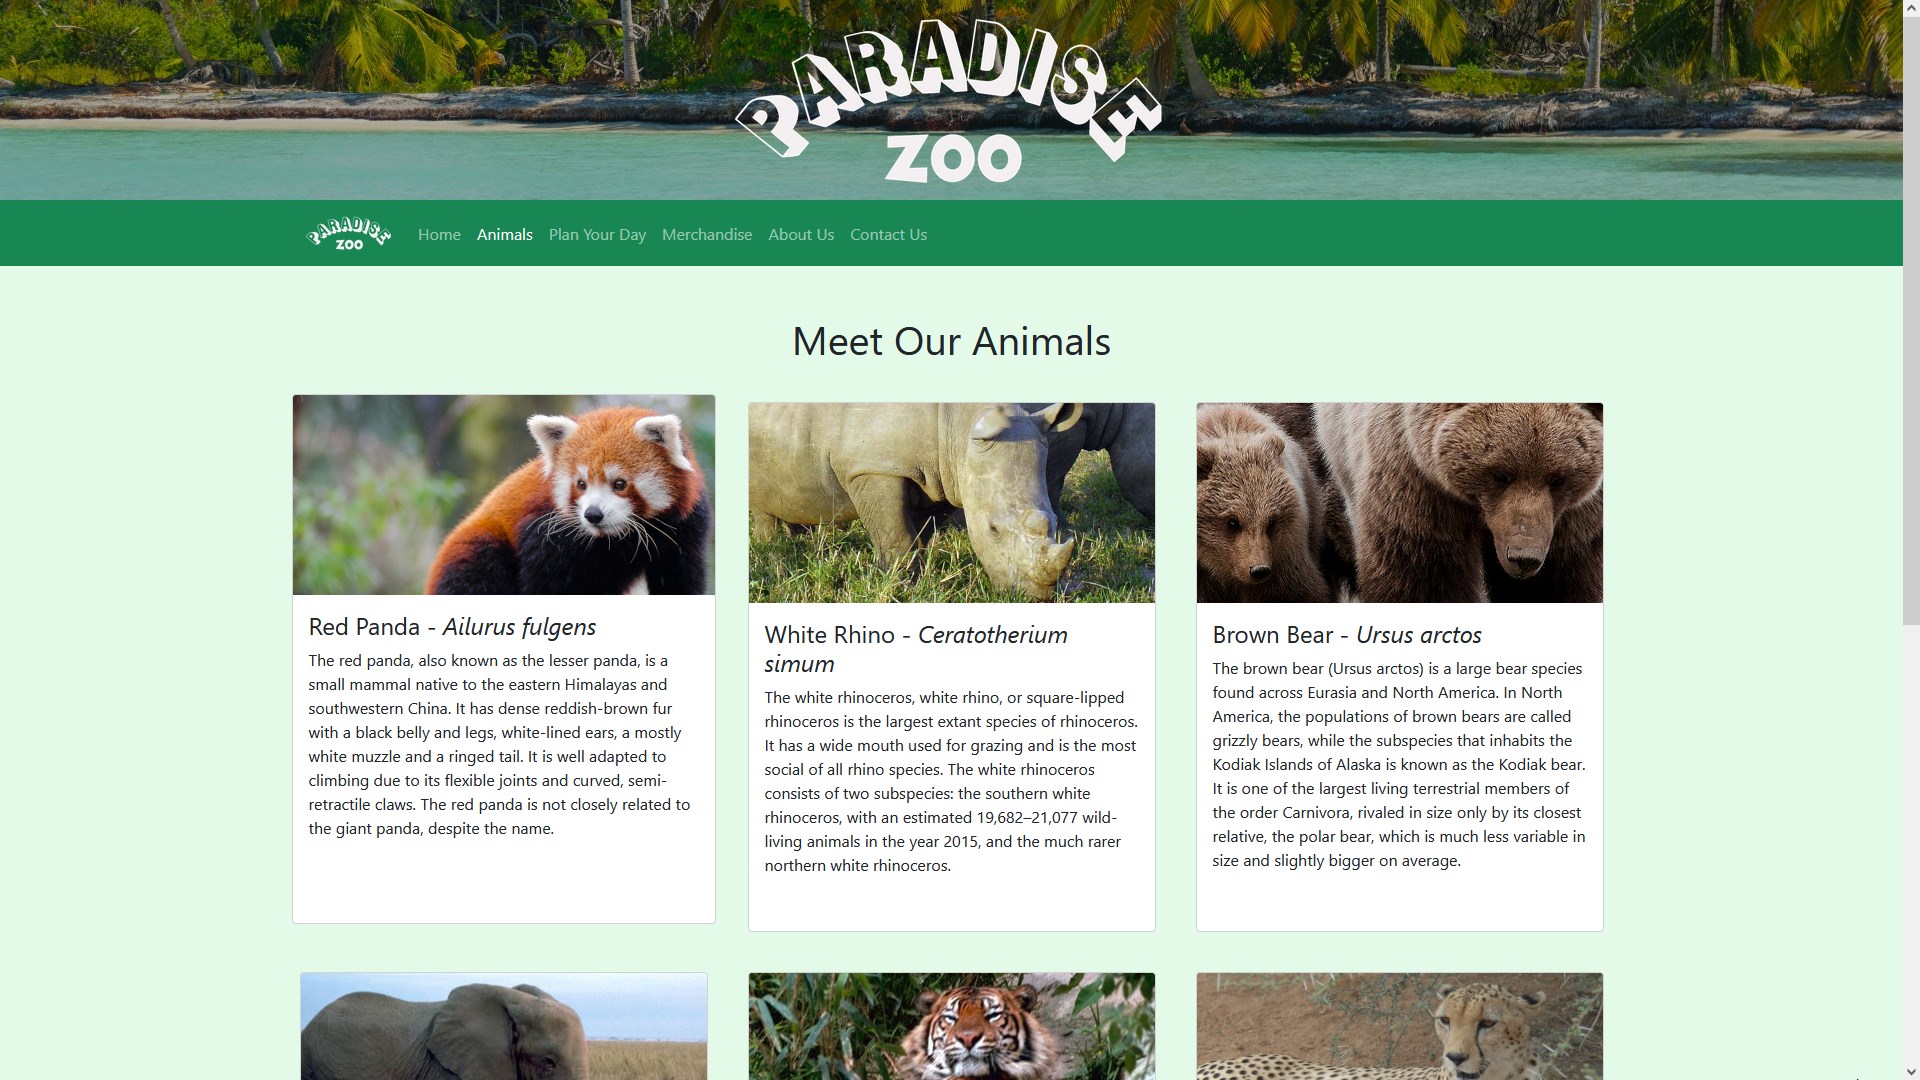 PARADISE
ZOO
PARADISE
ZOO
Home Animals Plan Your Day Merchandise About Us Contact Us
Meet Our Animals
Red Panda - Ailurus fulgens
The red panda, also known as the lesser panda, is a
small mammal native to the eastern Himalayas and
southwestern China. It has dense reddish-brown fur
with a black belly and legs, white-lined ears, a mostly
white muzzle and a ringed tail. It is well adapted to
climbing due to its flexible joints and curved, semi-
retractile claws. The red panda is not closely related to
the giant panda, despite the name.
White Rhino - Ceratotherium
simum
The white rhinoceros, white rhino, or square-lipped
rhinoceros is the largest extant species of rhinoceros.
It has a wide mouth used for grazing and is the most
social of all rhino species. The white rhinoceros
consists of two subspecies: the southern white
rhinoceros, with an estimated 19,682–21,077 wild-
living animals in the year 2015, and the much rarer
northern white rhinoceros.
Brown Bear - Ursus arctos
The brown bear (Ursus arctos) is a large bear species
found across Eurasia and North America. In North
America, the populations of brown bears are called
grizzly bears, while the subspecies that inhabits the
Kodiak Islands of Alaska is known as the Kodiak bear.
It is one of the largest living terrestrial members of
the order Carnivora, rivaled in size only by its closest
relative, the polar bear, which is much less variable in
size and slightly bigger on average.